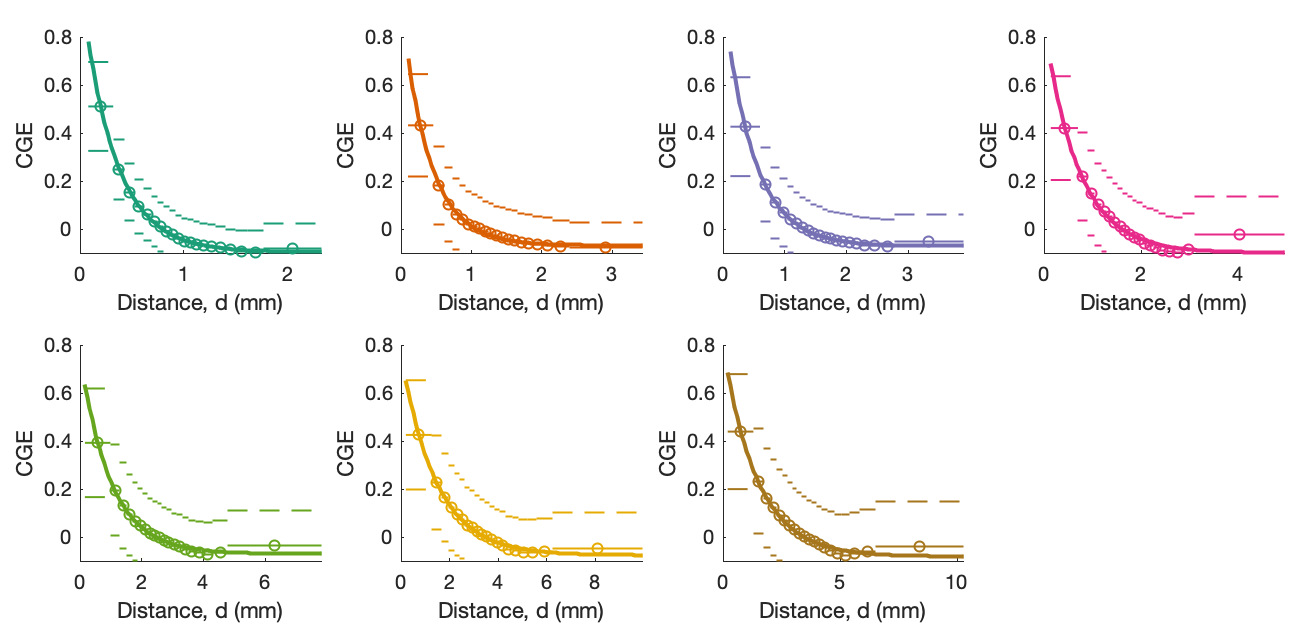 0.8 0.8 0.8 0.8
0.6 0.6 0.6 0.6
CGE CGE CGE CGE
0.4 0.4 0.4 0.4
0.2 0.2 0.2 0.2
0 0 0 0
0 1 2 0 1 2 3 0 1 2 3 0 2 4
Distance, d (mm) Distance, d (mm) Distance, d (mm) Distance, d (mm)
0.8 0.8 0.8
0.6 0.6 0.6
CGE CGE CGE
0.4 0.4 0.4
0.2 0.2 0.2
0 0 0
0 2 4 6 0 2 4 6 8 0 5 10
Distance, d (mm) Distance, d (mm) Distance, d (mm)